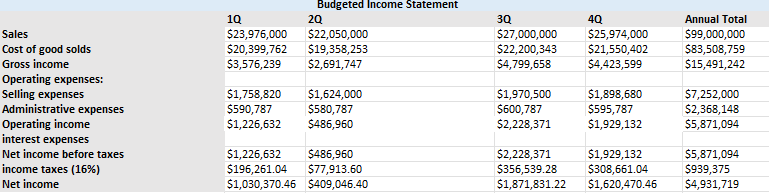 Budgeted Income Statement
1Q 2Q 3Q 4Q Annual Total
Sales $23,976,000 $22,050,000 $27,000,000 $25,974,000 $99,000,000
Cost of good solds $20,399,762 $19,358,253 $22,200,343 $21,550,402 $83,508,759
Gross income $3,576,239 $2,691,747 $4,799,658 $4,423,599 $15,491,242
Operating expenses:
Selling expenses $1,758,820 $1,624,000 $1,970,500 $1,898,680 $7,252,000
Administrative expenses $590,787 $580,787 $600,787 $595,787 $2,368,148
Operating income $1,226,632 $486,960 $2,228,371 $1,929,132 $5,871,094
interest expenses
Net income before taxes $1,226,632 $486,960 $2,228,371 $1,929,132 $5,871,094
income taxes (16%) $196,261.04 $77,913.60 $356,539.28 $308,661.04 $939,375
Net income $1,030,370.46 $409,046.40 $1,871,831.22 $1,620,470.46 $4,931,719